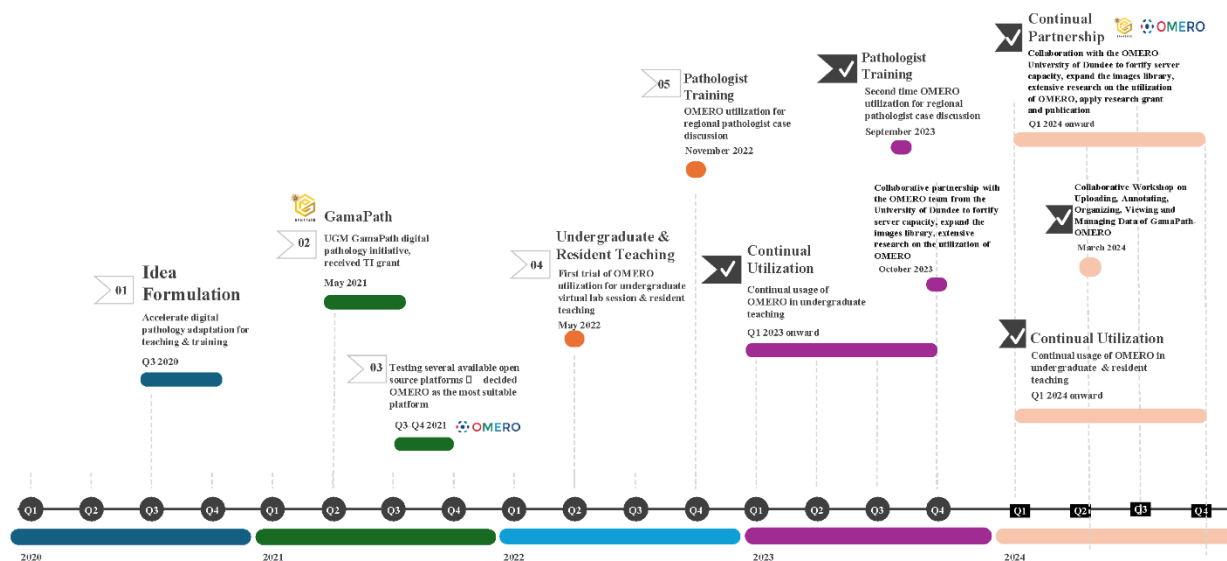 01
Idea
Formulation
Accelerate digital
pathology adaptation for
teaching & training
Q3 2020
GamaPath
02
UGM GamaPath digital
pathology initiative,
received TI grant
May 2021
03
Testing several available open
source platforms □ decided
OMERO as the most suitable
platform
Q3-Q4 2021
OMERO
04
Undergraduate &
Resident Teaching
First trial of OMERO
utilization for undergraduate
virtual lab session & resident
teaching
May 2022
05
Pathologist
Training
OMERO utilization for
regional pathologist case
discussion
November 2022
Continual
Utilization
Continual usage of
OMERO in undergraduate
teaching
Q1 2023 onward
Pathologist
Training
Second time OMERO
utilization for regional
pathologist case discussion
September 2023
Collaborative partnership with
the OMERO team from the
University of Dundee to fortify
server capacity, expand the
images library, extensive
research on the utilization of
OMERO
October 2023
Continual
Partnership
OMERO
Collaboration with the OMERO
University of Dundee to fortify server
capacity, expand the images library,
extensive research on the utilization
of OMERO, apply research grant
and publication
Q1 2024 onward
Collaborative Workshop on
Uploading, Annotating,
Organizing, Viewing and
Managing Data of GamaPath-
OMERO
March 2024
Continual Utilization
Continual usage of OMERO in
undergraduate & resident
teaching
Q1 2024 onward
Q1 Q2 Q3 Q4 Q1 Q2 Q3 Q4 Q1 Q2 Q3 Q4 Q1 Q2 Q3 Q4 Q1 Q2 Q3 Q4
2020 2021 2022 2023 2024